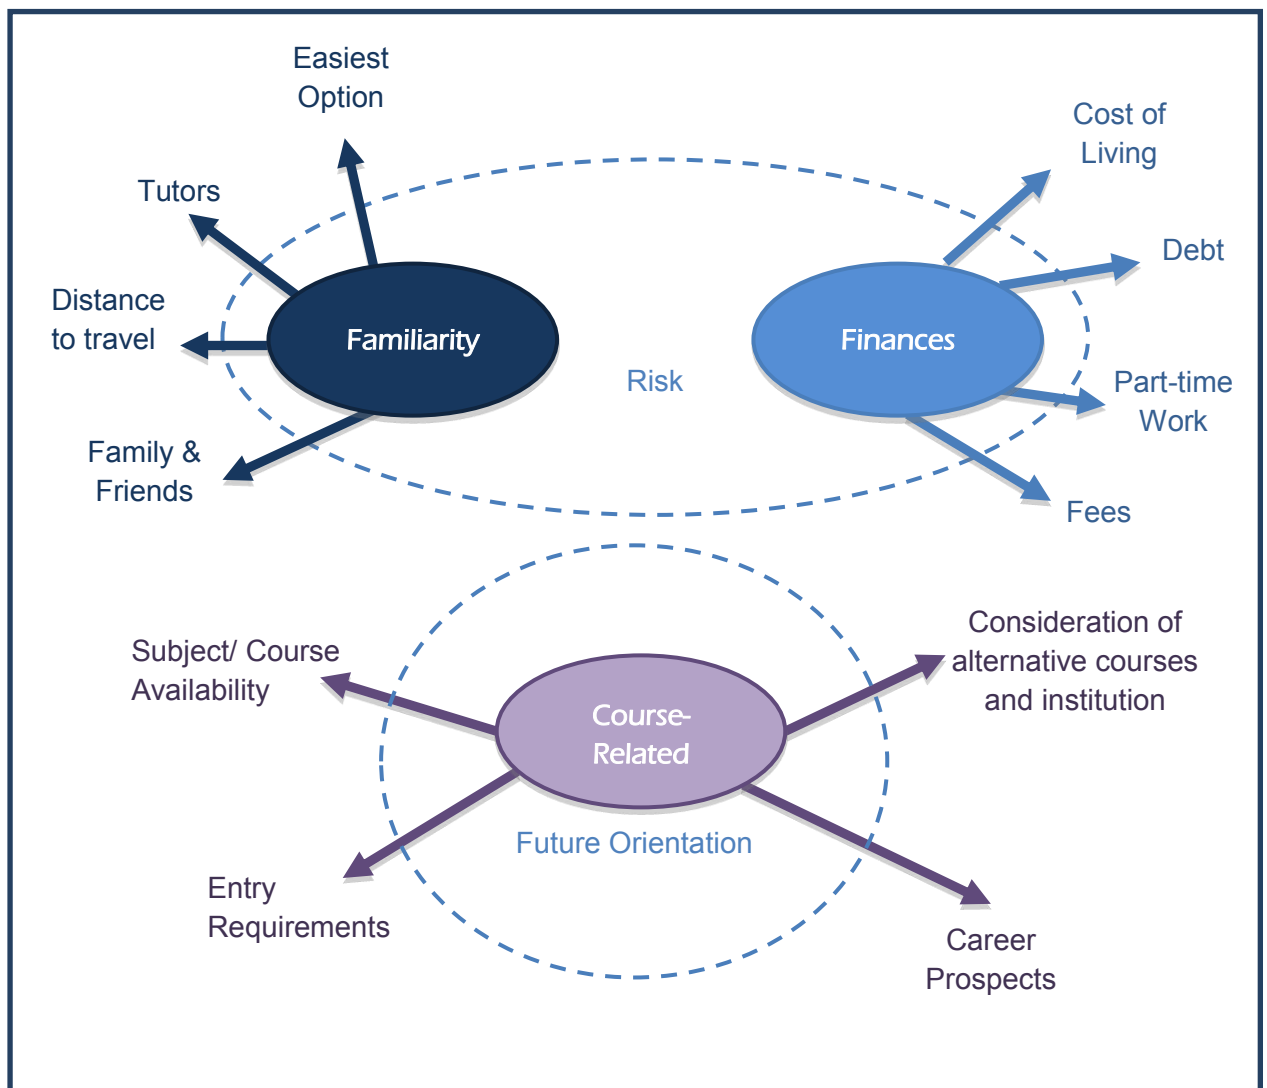 Easiest
Option
Cost of
Living
Tutors
Debt
Distance
to travel
Familiarity
Finances
Risk
Part-time
Work
Family &
Friends
Fees
Subject/ Course
Availability
Consideration of
alternative courses
and institution
Course-
Related
Future Orientation
Entry
Requirements
Career
Prospects